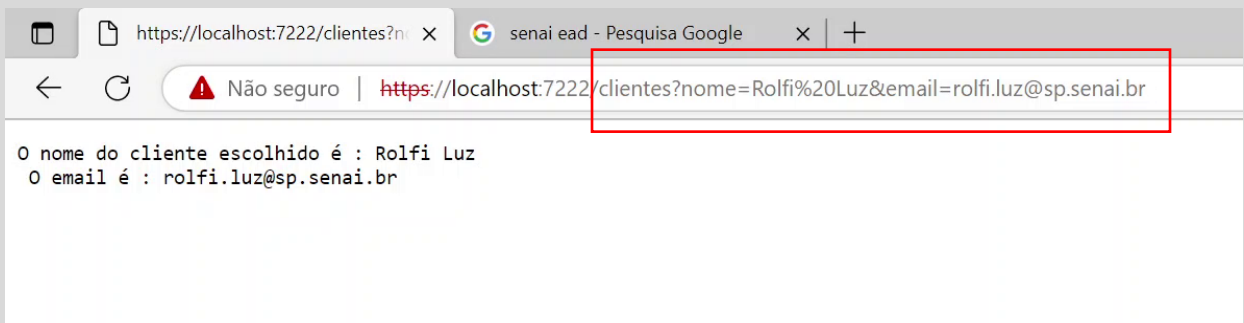 https://localhost:7222/clientes?n
senai ead - Pesquisa Google
Não seguro | https://localhost:7222/clientes?nome=Rolfi%20Luz&email=rolfi.luz@sp.senai.br
O nome do cliente escolhido é : Rolfi Luz
O email é : rolfi.luz@sp.senai.br